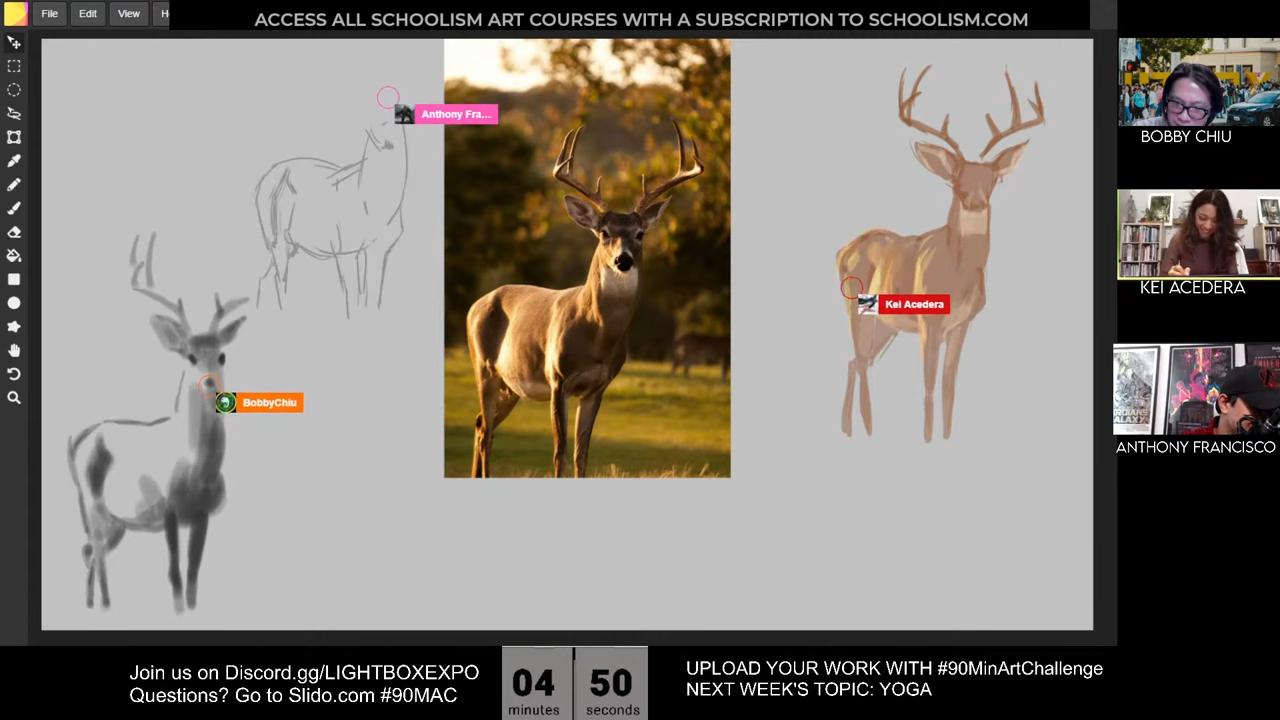 ACCESS ALL SCHOOLISM ART COURSES WITH A SUBSCRIPTION TO SCHOOLISM.COM
File Edit View
Anthony Fra...
Kei Acedera
BobbyChiu
BOBBY CHIU
KEI ACEDERA
ANTHONY FRANCISCO
Join us on Discord.gg/LIGHTBOXEXPO
Questions? Go to Slido.com #90MAC
04 50
minutes seconds
UPLOAD YOUR WORK WITH #90MinArtChallenge
NEXT WEEK'S TOPIC: YOGA